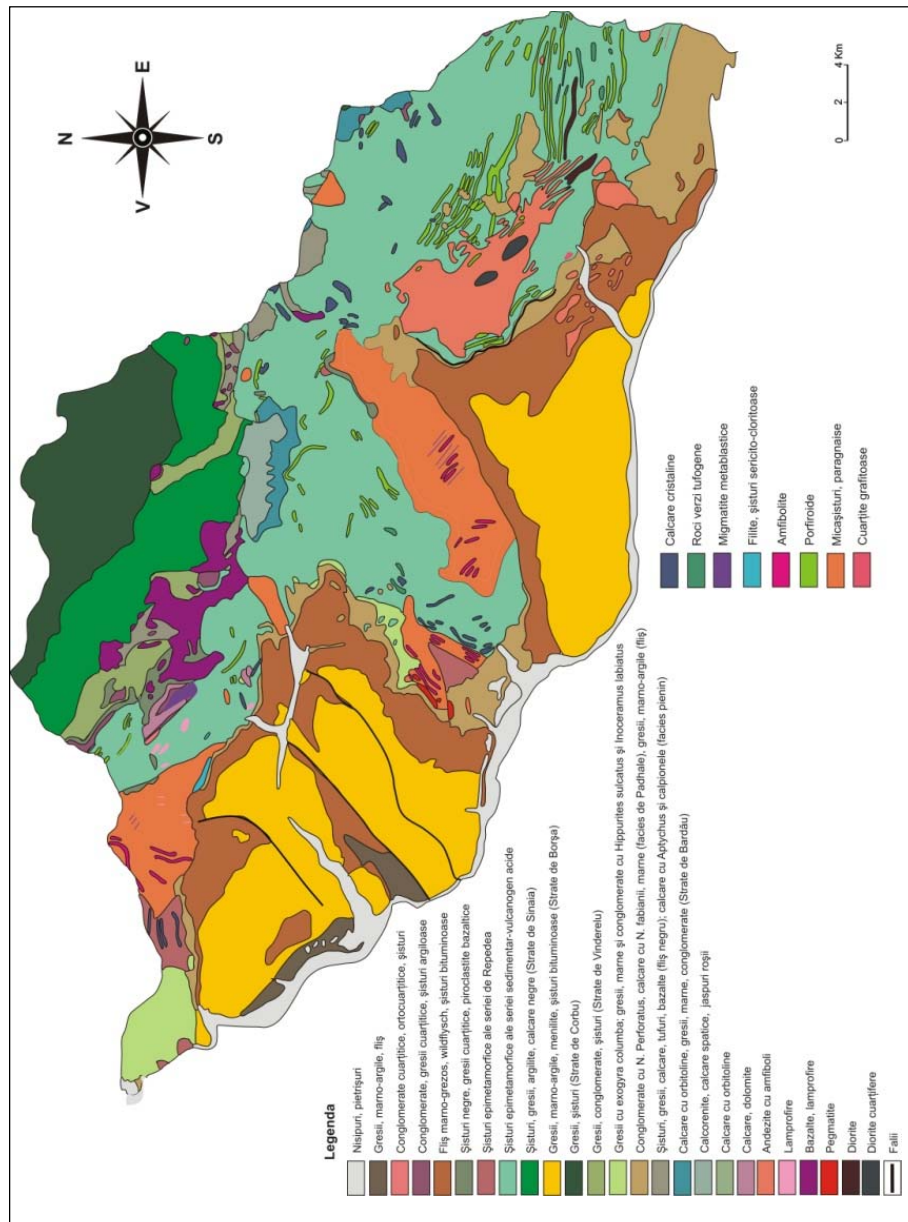 N
E
S
V
0 2 4 Km
Legenda
Nisipuri, pietrișuri
Gresii, marno-argile, fliș
Conglomerate cuarțitice, ortocuarțitice, șisturi
Conglomerate, gresii cuarțitice, șisturi argiloase
Fliș marno-grezos, wildflysch, șisturi bituminoase
Șisturi negre, gresii cuarțitice, piroclastite bazaltice
Șisturi epimetamorfice ale seriei de Repedea
Șisturi epimetamorfice ale seriei sedimentar-vulcanogen acide
Șisturi, gresii, argilite, calcare negre (Strate de Sinaia)
Gresii, marno-argile, menilite, șisturi bituminoase (Strate de Borșa)
Gresii, șisturi (Strate de Corbu)
Gresii, conglomerate, șisturi (Strate de Vinderelu)
Gresii cu exogyra columba; gresii, marne și conglomerate cu Hippurites sulcatus și Inoceramus labiatus
Conglomerate cu N. Perforatus, calcare cu N. fabianii, marne (facies de Padhale), gresii, marno-argile (fliș)
Șisturi, gresii, calcare, tufuri, bazalte (fliș negru); calcare cu Aptychus și calpionele (facies pienin)
Calcare cu orbitoline, gresii, marne, conglomerate (Strate de Bardău)
Calcorenite, calcare spatice, jaspuri roșii
Calcare cu orbitoline
Calcare, dolomite
Andezite cu amfiboli
Lamprofire
Bazalte, lamprofire
Pegmatite
Diorite
Diorite cuarțifere
Falii
Calcare cristaline
Roci verzi tufogene
Migmatite metablastice
Filite, șisturi sericito-cloritoase
Amfibolite
Porfiroide
Micașisturi, paragnaise
Cuarțite grafitoase